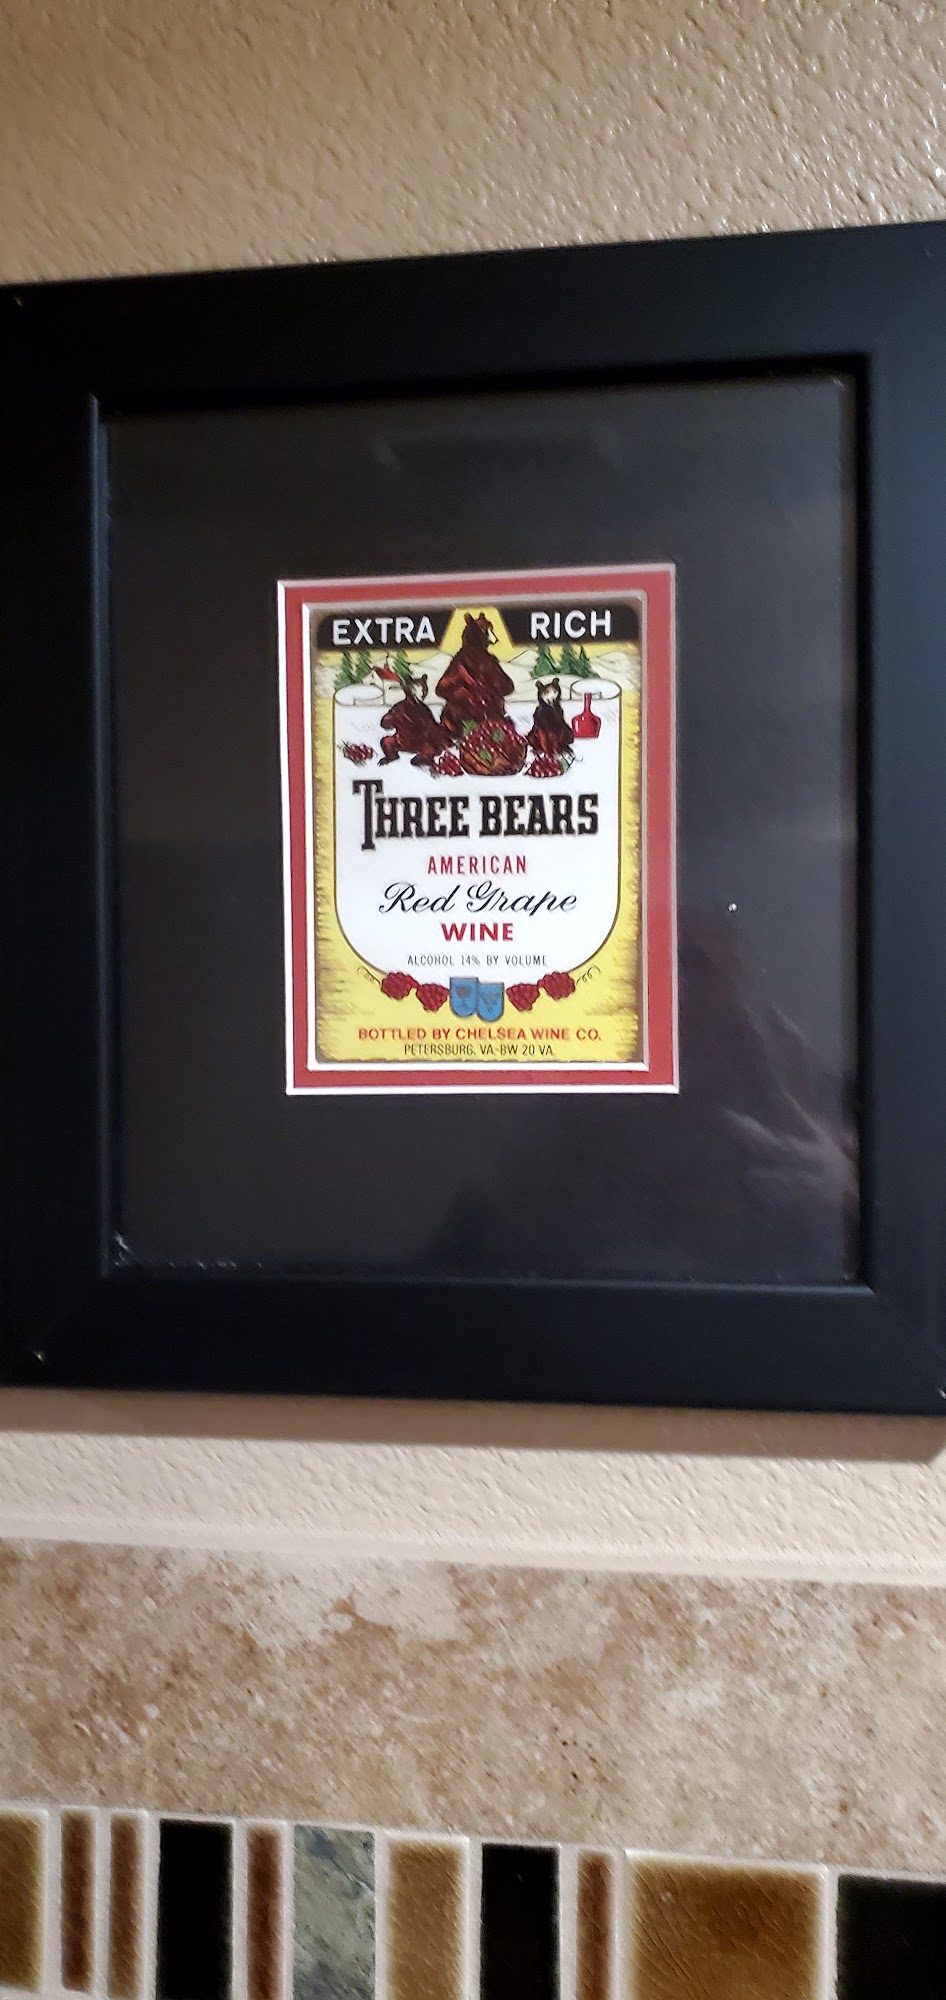 EXTRA RICH
THREE BEARS
AMERICAN
Red Grape
WINE
ALCOHOL 14% BY VOLUME
BOTTLED BY CHELSEA WINE CO.
PETERSBURG, VA-BW 20 VA.